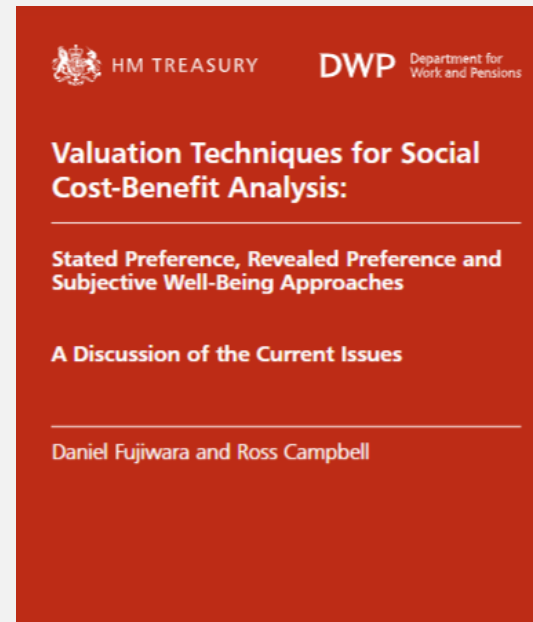 HM TREASURY
DWP Department for
Work and Pensions
Valuation Techniques for Social
Cost-Benefit Analysis:
Stated Preference, Revealed Preference and
Subjective Well-Being Approaches
A Discussion of the Current Issues
Daniel Fujiwara and Ross Campbell